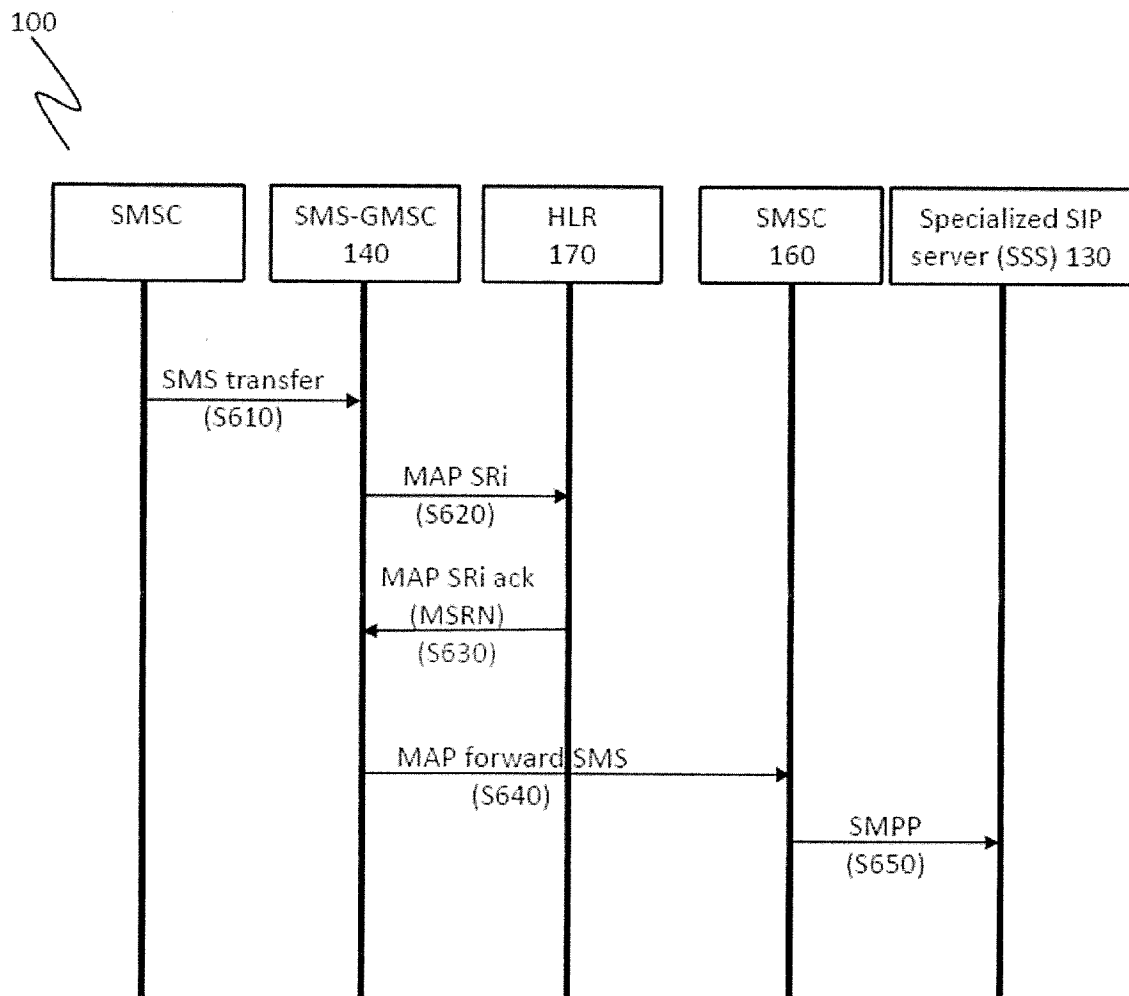 100
SMSC
SMS-GMSC
140
HLR
170
SMSC
160
Specialized SIP
server (SSS) 130
SMS transfer
(S610)
MAP SRi
(S620)
MAP SRi ack
(MSRN)
(S630)
MAP forward SMS
(S640)
SMPP
(S650)